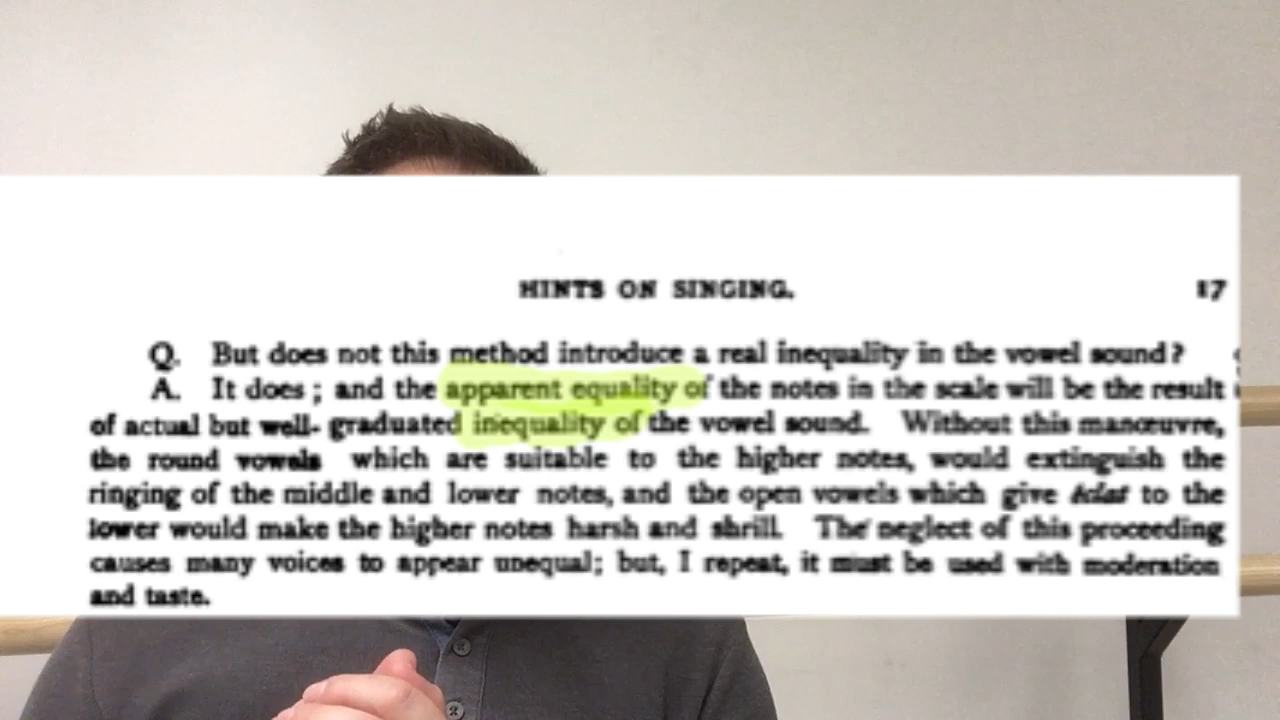 HINTS ON SINGING. 17
Q. But does not this method introduce a real inequality in the vowel sound?
A. It does; and the apparent equality of the notes in the scale will be the result
of actual but well- graduated inequality of the vowel sound. Without this manœuvre,
the round vowels which are suitable to the higher notes, would extinguish the
ringing of the middle and lower notes, and the open vowels which give éclat to the
lower would make the higher notes harsh and shrill. The neglect of this proceeding
causes many voices to appear unequal; but, I repeat, it must be used with moderation
and taste.